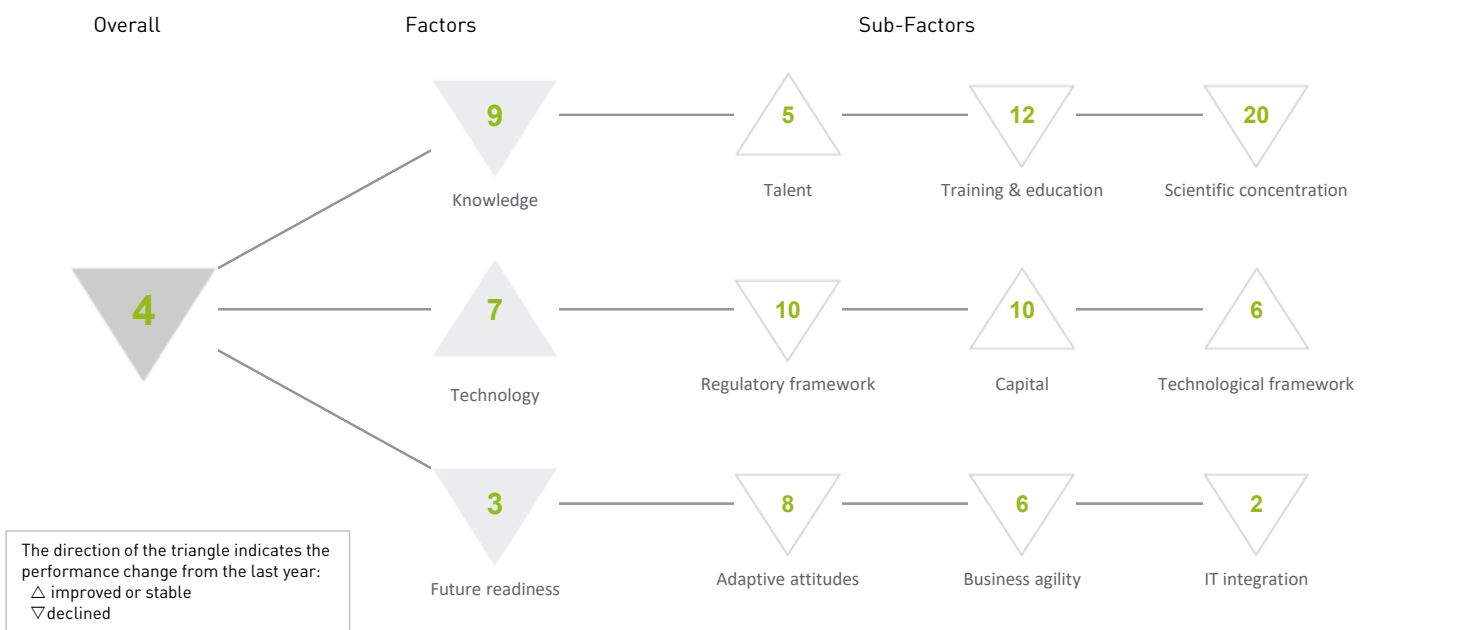 Overall
Factors
Sub-Factors
9
5
12
20
Knowledge
Talent
Training & education
Scientific concentration
4
7
10
10
6
Technology
Regulatory framework
Capital
Technological framework
3
8
6
2
Future readiness
Adaptive attitudes
Business agility
IT integration
The direction of the triangle indicates the
performance change from the last year:
△ improved or stable
▽ declined